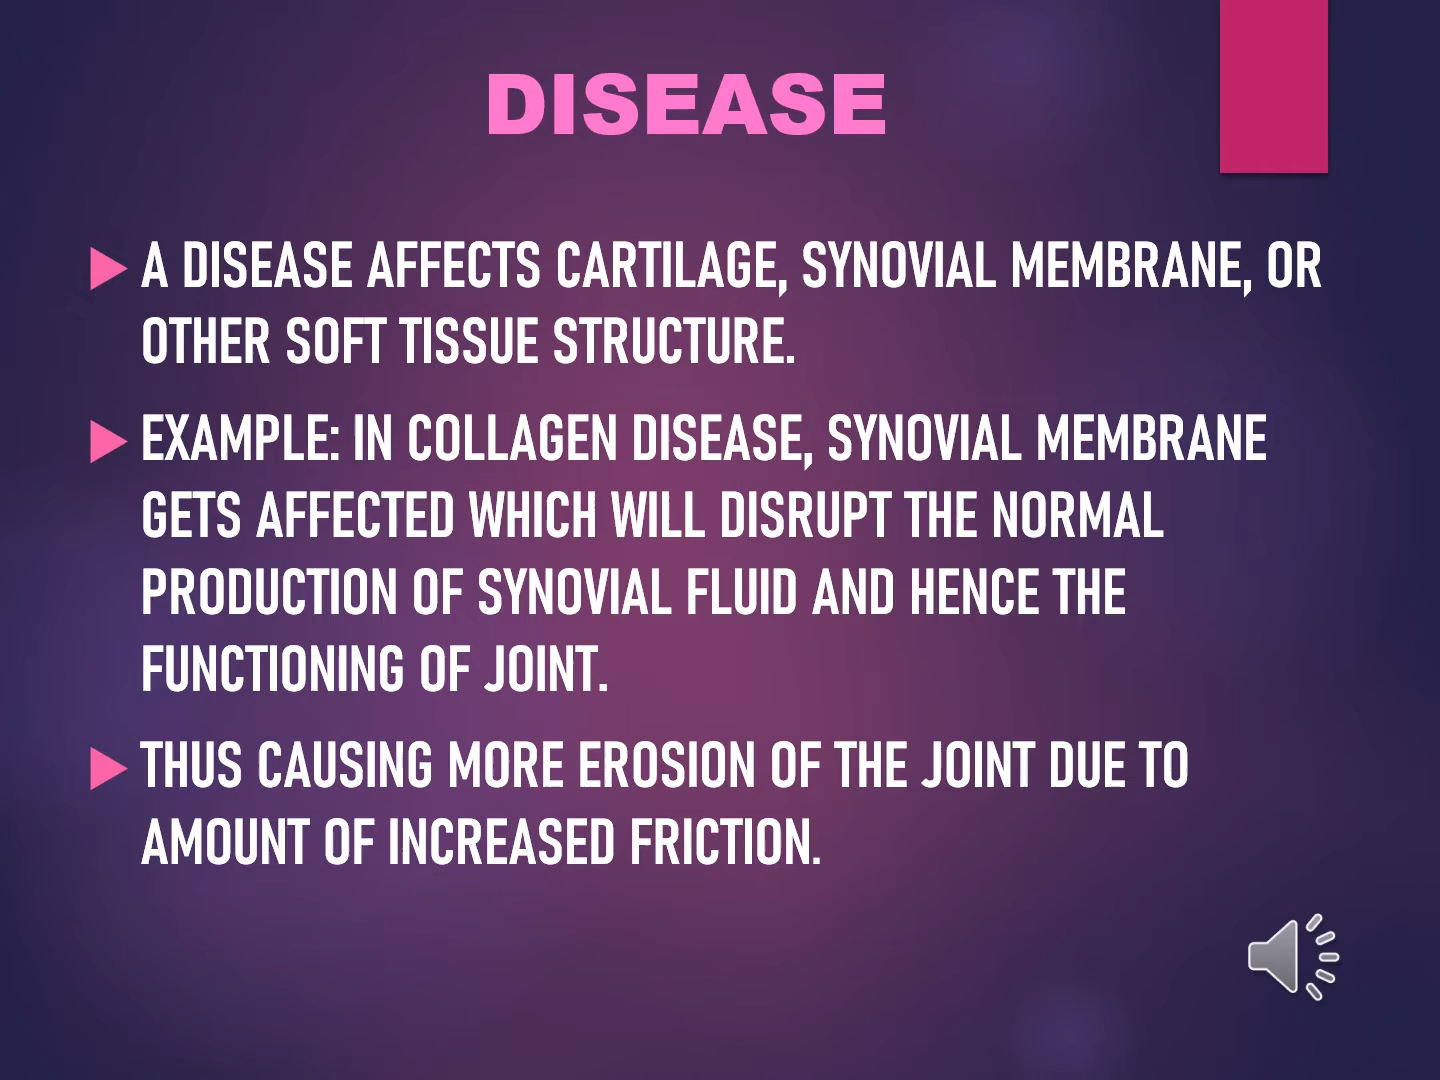 DISEASE
A DISEASE AFFECTS CARTILAGE, SYNOVIAL MEMBRANE, OR
OTHER SOFT TISSUE STRUCTURE.
EXAMPLE: IN COLLAGEN DISEASE, SYNOVIAL MEMBRANE
GETS AFFECTED WHICH WILL DISRUPT THE NORMAL
PRODUCTION OF SYNOVIAL FLUID AND HENCE THE
FUNCTIONING OF JOINT.
THUS CAUSING MORE EROSION OF THE JOINT DUE TO
AMOUNT OF INCREASED FRICTION.